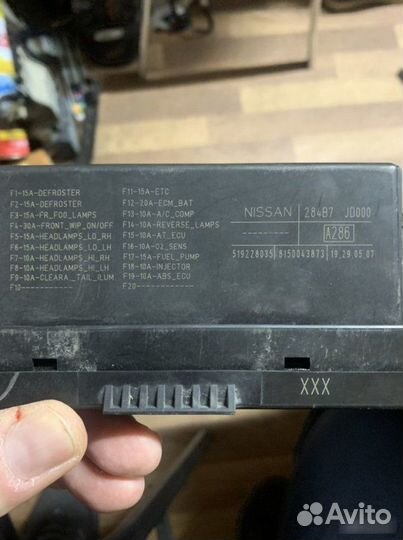 F1-15A-DEFROSTER
F2-15A-DEFROSTER
F3-15A-FR_FOG_LAMPS
F4-30A-FRONT_WIP_ON/OFF
F5-15A-HEADLAMPS_LO_RH
F6-15A-HEADLAMPS_LO_LH
F7-10A-HEADLAMPS_HI_RH
F8-10A-HEADLAMPS_HI_LH
F9-10A-CLEARA_TAIL_ILUM
F10------------
F11-15A-ETC
F12-20A-ECM_BAT
F13-10A-A/C_COMP
F14-10A-REVERSE_LAMPS
F15-10A-AT_ECU
F16-10A-O2_SENS
F17-15A-FUEL_PUMP
F18-10A-INJECTOR
F19-10A-ABS_ECU
F20------------
NISSAN 284B7 JD000
--------- A286
519228035 8150043873 19.29 05.07
XXX
Avito